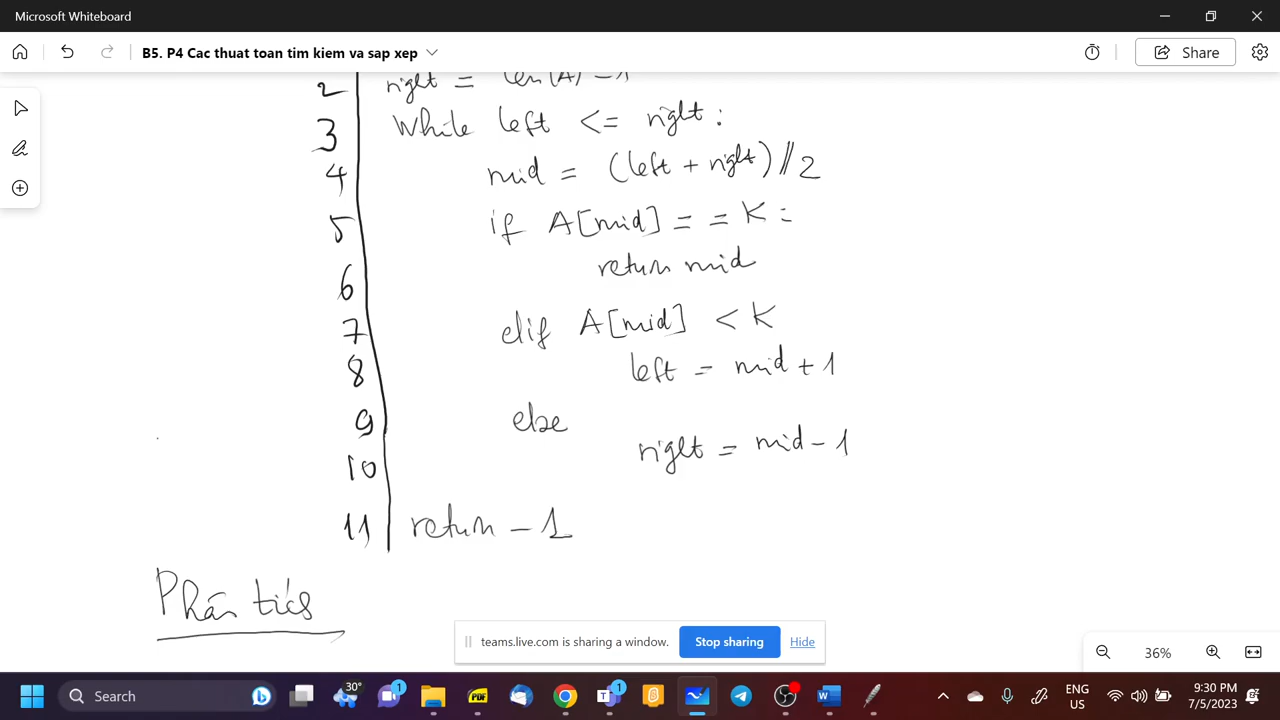 Microsoft Whiteboard
B5. P4 Cac thuat toan tim kiem va sap xep
Share
2 right = len(A) - 1
3 While left <= right :
4 mid = (left + right) // 2
5 if A[mid] = = K :
6 return mid
7 elif A[mid] < K
8 left = mid + 1
9 else
10 right = mid - 1
11 return - 1
Phân tích
teams.live.com is sharing a window.
Stop sharing
Hide
36%
Search
30°
1
1
ENG
US
9:30 PM
7/5/2023